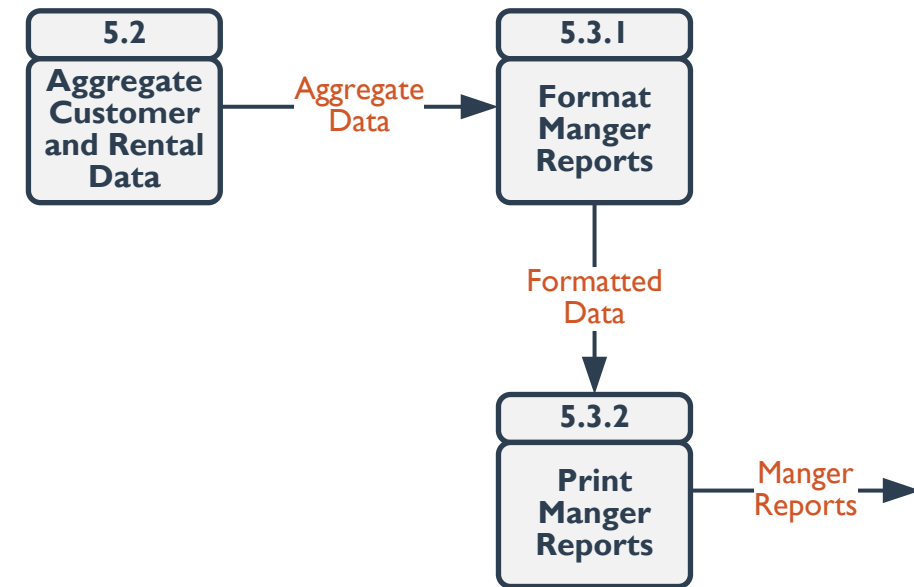 5.2
Aggregate
Customer
and Rental
Data
Aggregate
Data
5.3.1
Format
Manger
Reports
Formatted
Data
5.3.2
Print
Manger
Reports
Manger
Reports